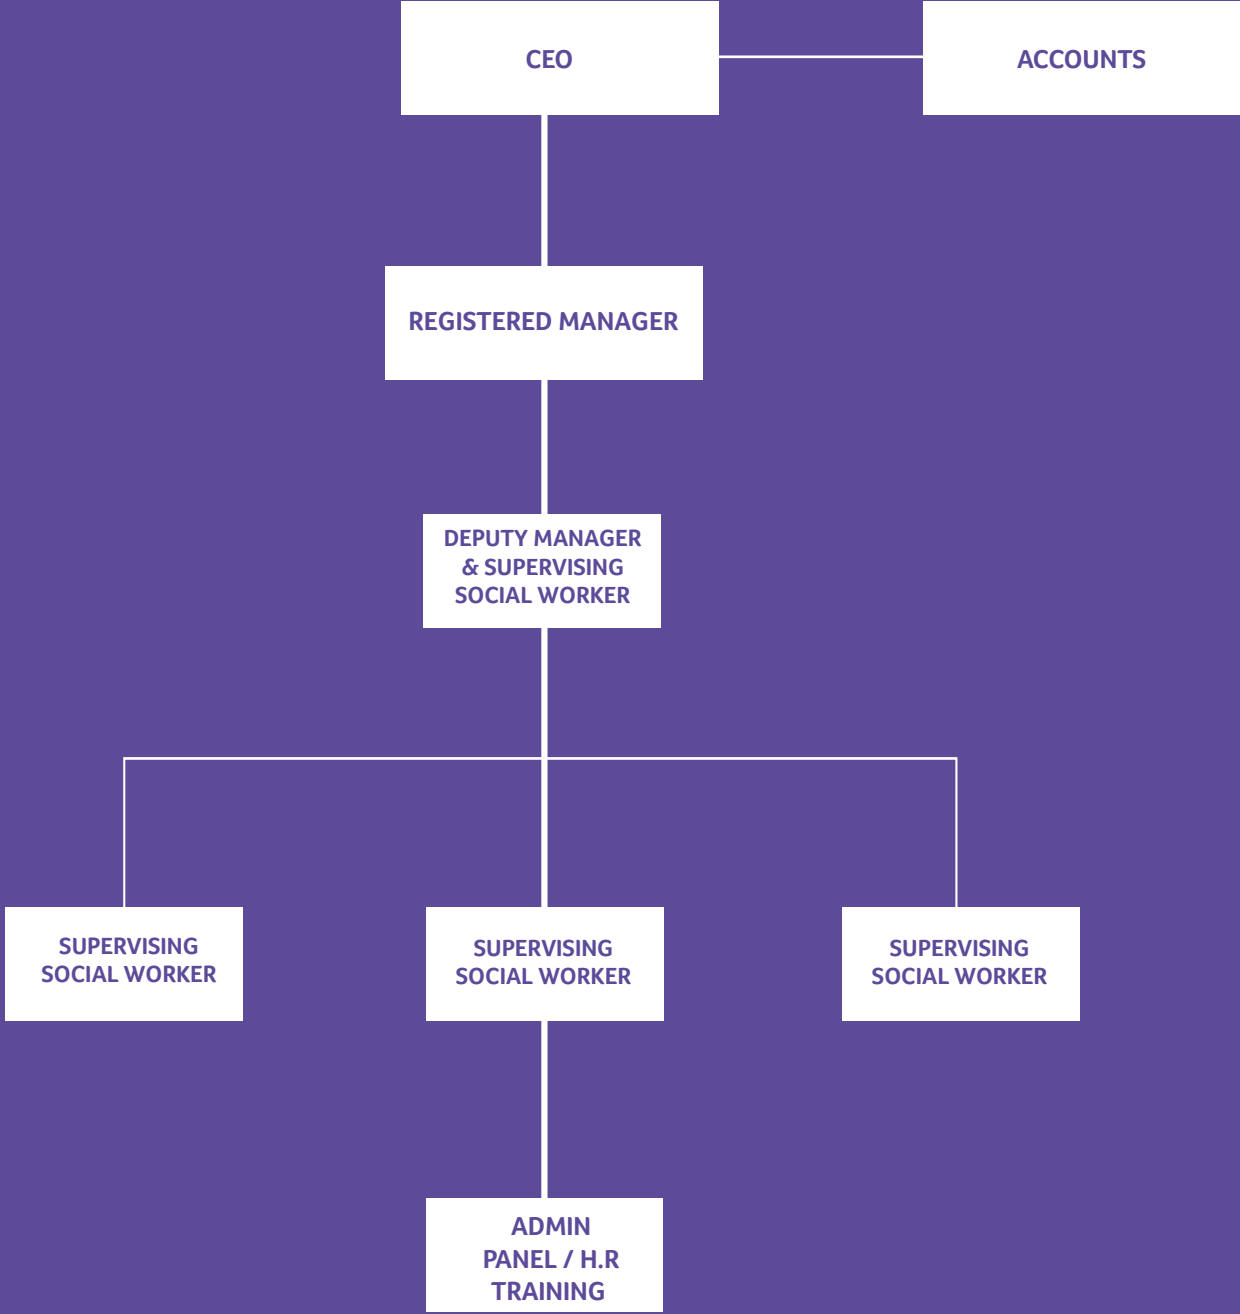 CEO
ACCOUNTS
REGISTERED MANAGER
DEPUTY MANAGER
& SUPERVISING
SOCIAL WORKER
SUPERVISING
SOCIAL WORKER
SUPERVISING
SOCIAL WORKER
SUPERVISING
SOCIAL WORKER
ADMIN
PANEL / H.R
TRAINING